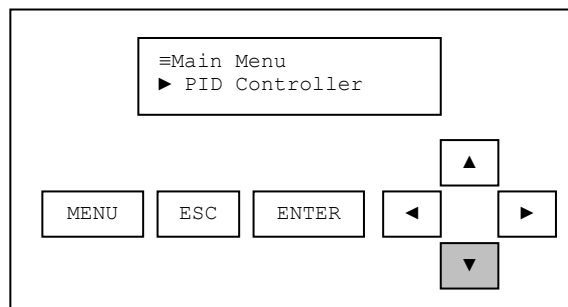 ≡Main Menu
► PID Controller
▲
MENU ESC ENTER ◄ ►
▼